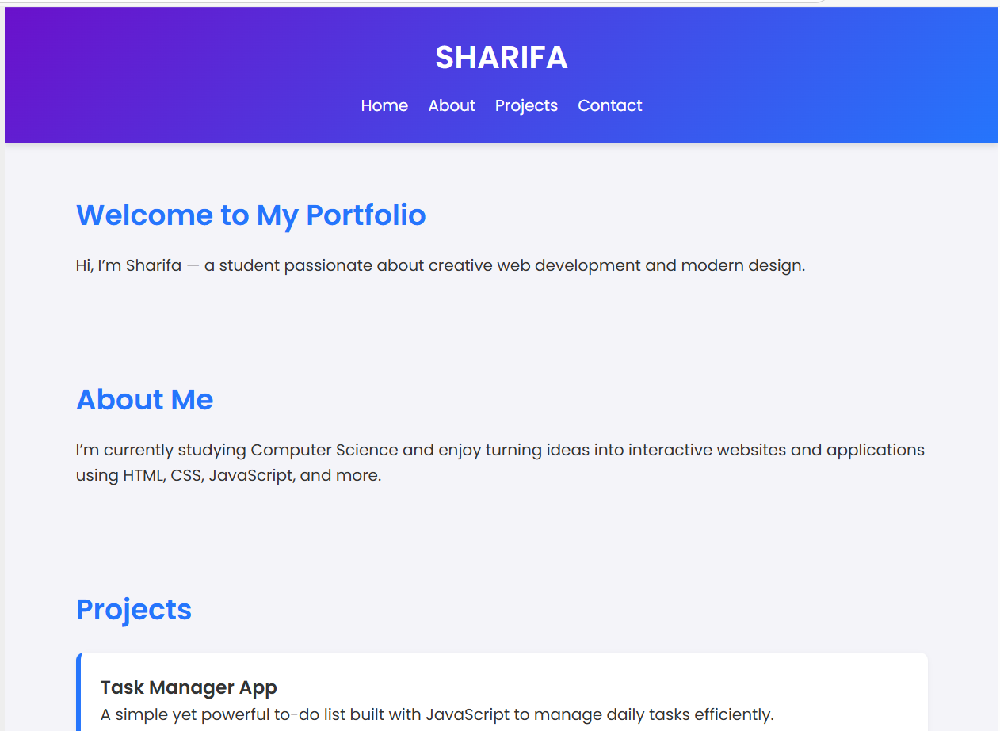 SHARIFA
Home About Projects Contact
Welcome to My Portfolio
Hi, I’m Sharifa — a student passionate about creative web development and modern design.
About Me
I’m currently studying Computer Science and enjoy turning ideas into interactive websites and applications
using HTML, CSS, JavaScript, and more.
Projects
Task Manager App
A simple yet powerful to-do list built with JavaScript to manage daily tasks efficiently.